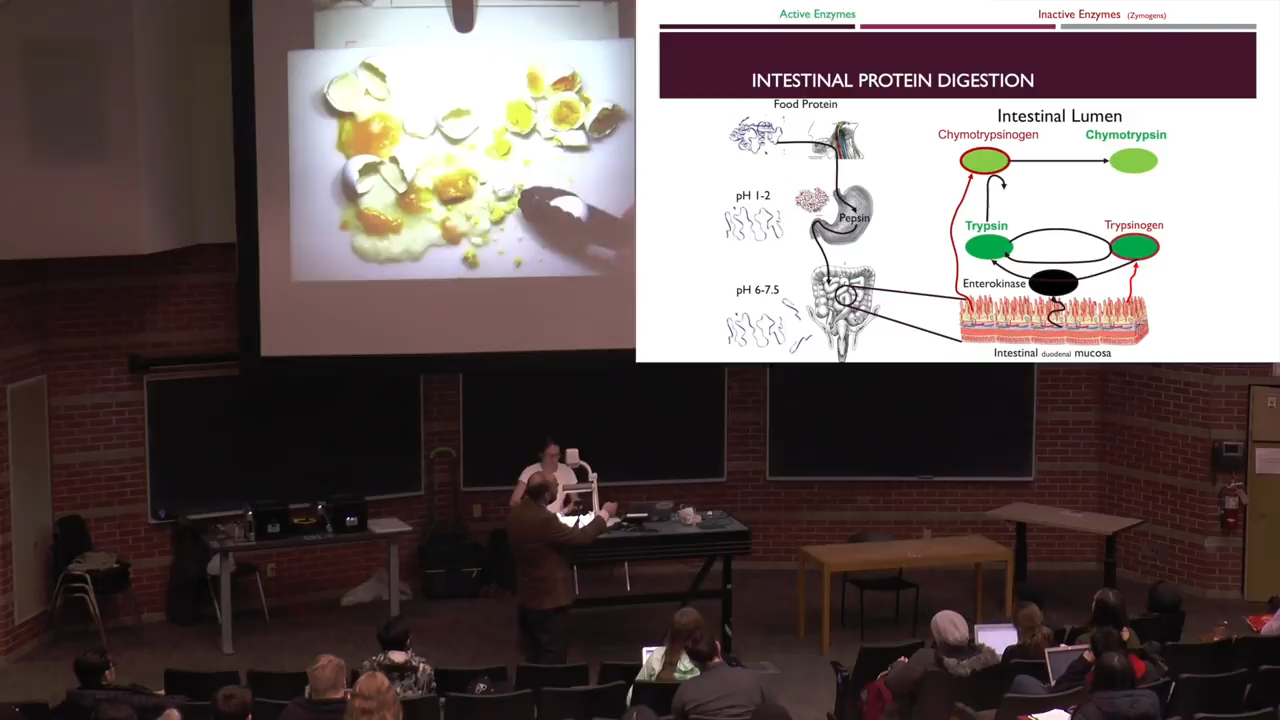 Active Enzymes
Inactive Enzymes (Zymogens)
INTESTINAL PROTEIN DIGESTION
Food Protein
Intestinal Lumen
Chymotrypsinogen
Chymotrypsin
pH 1-2
Pepsin
Trypsin
Trypsinogen
Enterokinase
pH 6-7.5
Intestinal duodenal mucosa